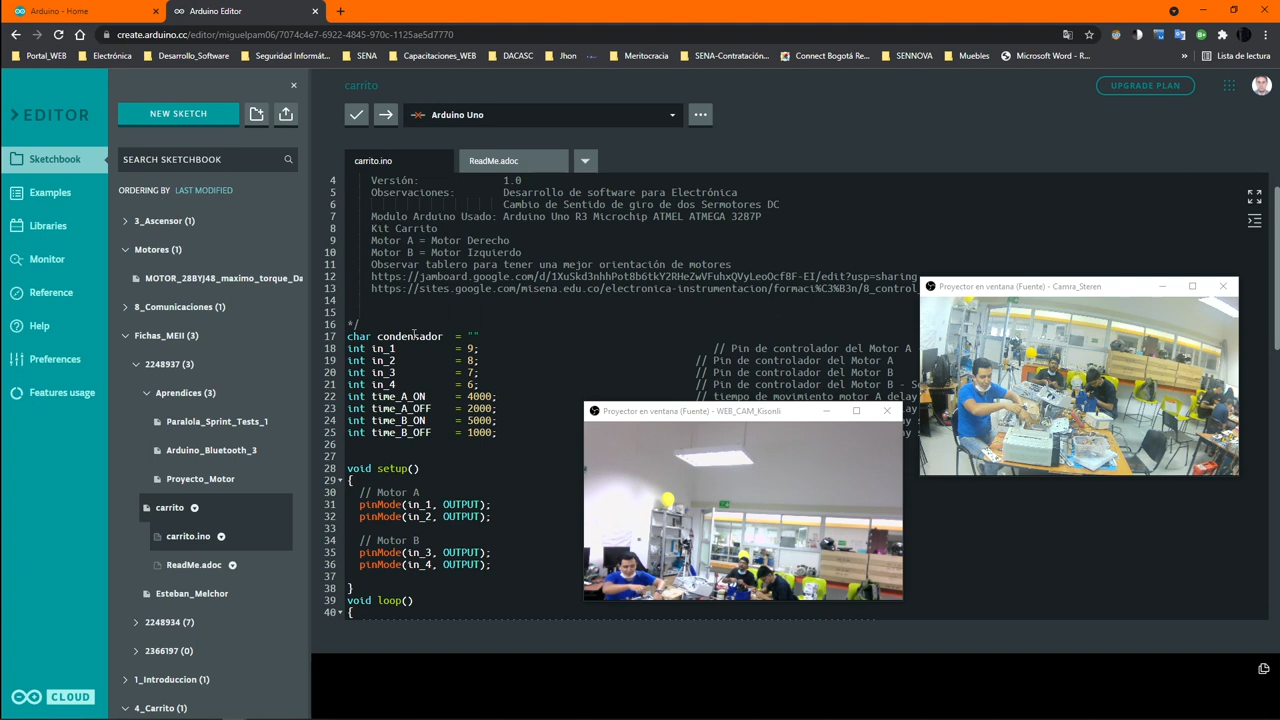 Arduino - Home
Arduino Editor
create.arduino.cc/editor/miguelpam06/7074c4e7-6922-4845-970c-1125ae5d7770
Portal_WEB
Electrónica
Desarrollo_Software
Seguridad Informát...
SENA
Capacitaciones_WEB
DACASC
Jhon
Meritocracia
SENA-Contratación...
Connect Bogotá Re...
SENNOVA
Muebles
Microsoft Word - R...
»
Lista de lectura
EDITOR
Sketchbook
Examples
Libraries
Monitor
Reference
Help
Preferences
Features usage
CLOUD
NEW SKETCH
SEARCH SKETCHBOOK
ORDERING BY LAST MODIFIED
3_Ascensor (1)
Motores (1)
MOTOR_28BYJ48_maximo_torque_Da
8_Comunicaciones (1)
Fichas_MEII (3)
2248937 (3)
Aprendices (3)
Paralola_Sprint_Tests_1
Arduino_Bluetooth_3
Proyecto_Motor
carrito
carrito.ino
ReadMe.adoc
Esteban_Melchor
2248934 (7)
2366197 (0)
1_Introduccion (1)
4_Carrito (1)
carrito
UPGRADE PLAN
Arduino Uno
carrito.ino
ReadMe.adoc
4 Versión: 1.0
5 Observaciones: Desarrollo de software para Electrónica
6 Cambio de Sentido de giro de dos Sermotores DC
7 Modulo Arduino Usado: Arduino Uno R3 Microchip ATMEL ATMEGA 3287P
8 Kit Carrito
9 Motor A = Motor Derecho
10 Motor B = Motor Izquierdo
11 Observar tablero para tener una mejor orientación de motores
12 https://jamboard.google.com/d/1XuSkd3nhhPot8b6tkY2RHeZwVFuhxQVyLeoOcf8F-EI/edit?usp=sharing
13 https://sites.google.com/misena.edu.co/electronica-instrumentacion/formaci%C3%B3n/8_control
14
15
16 */
17 char condensador = ""
18 int in_1 = 9; // Pin de controlador del Motor A
19 int in_2 = 8; // Pin de controlador del Motor A
20 int in_3 = 7; // Pin de controlador del Motor B
21 int in_4 = 6; // Pin de controlador del Motor B - S
22 int time_A_ON = 4000; // tiempo de movimiento motor A delay
23 int time_A_OFF = 2000;
24 int time_B_ON = 5000;
25 int time_B_OFF = 1000;
26
27
28 void setup()
29 {
30 // Motor A
31 pinMode(in_1, OUTPUT);
32 pinMode(in_2, OUTPUT);
33
34 // Motor B
35 pinMode(in_3, OUTPUT);
36 pinMode(in_4, OUTPUT);
37
38 }
39 void loop()
40 {
Proyector en ventana (Fuente) - Camra_Steren
Proyector en ventana (Fuente) - WEB_CAM_Kisonli